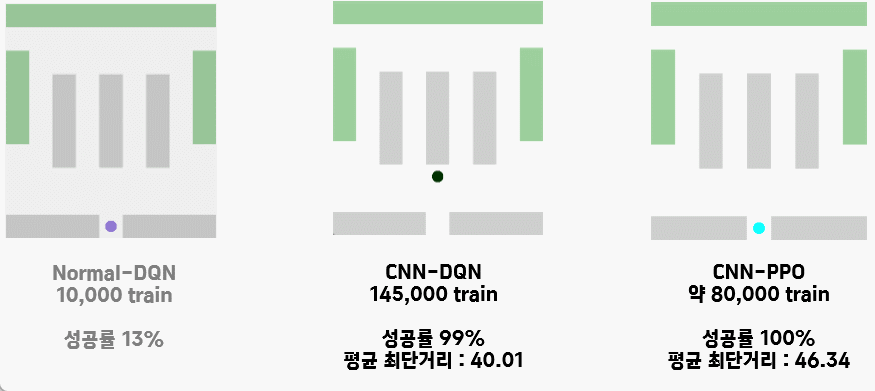 Normal-DQN
10,000 train
성공률 13%
CNN-DQN
145,000 train
성공률 99%
평균 최단거리 : 40.01
CNN-PPO
약 80,000 train
성공률 100%
평균 최단거리 : 46.34